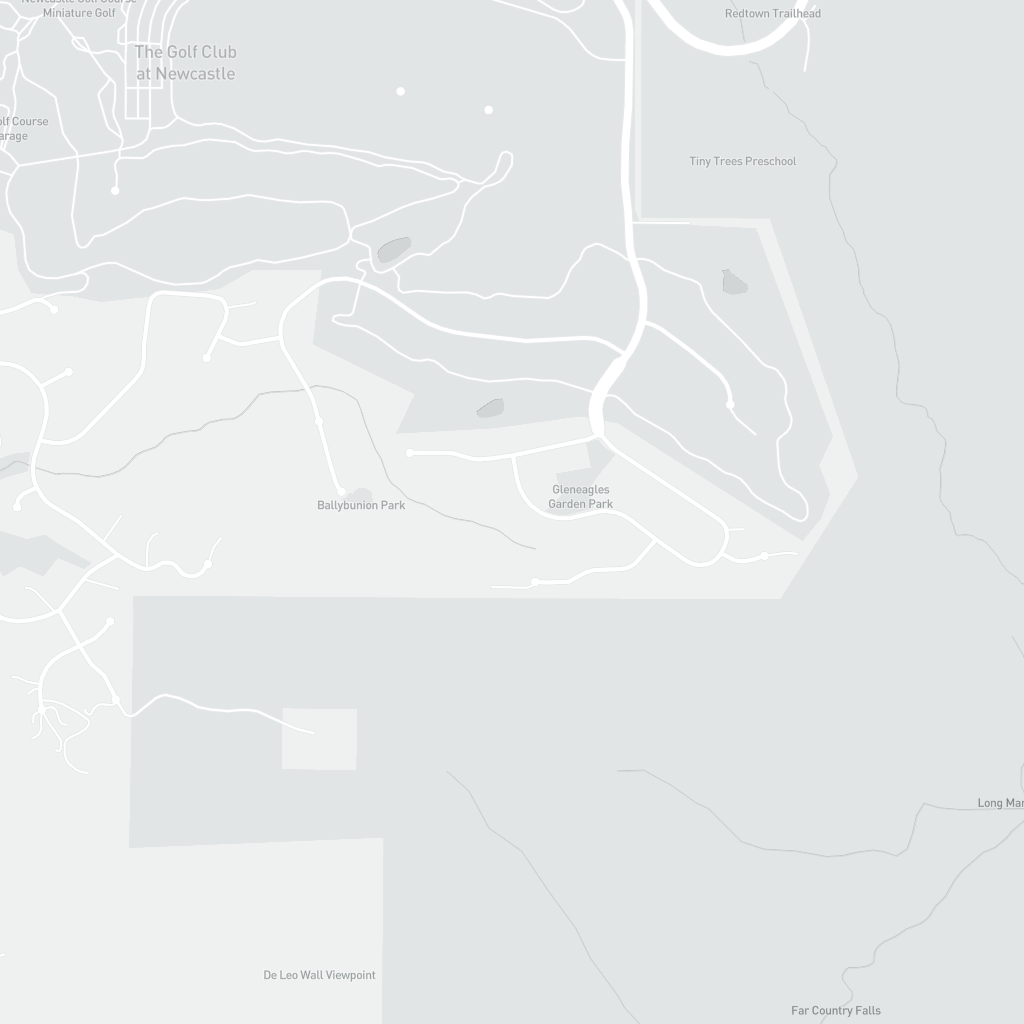 Newcastle Golf Course
Miniature Golf
Redtown Trailhead
The Golf Club
at Newcastle
olf Course
arage
Tiny Trees Preschool
Gleneagles
Garden Park
Ballybunion Park
Long Mar
De Leo Wall Viewpoint
Far Country Falls